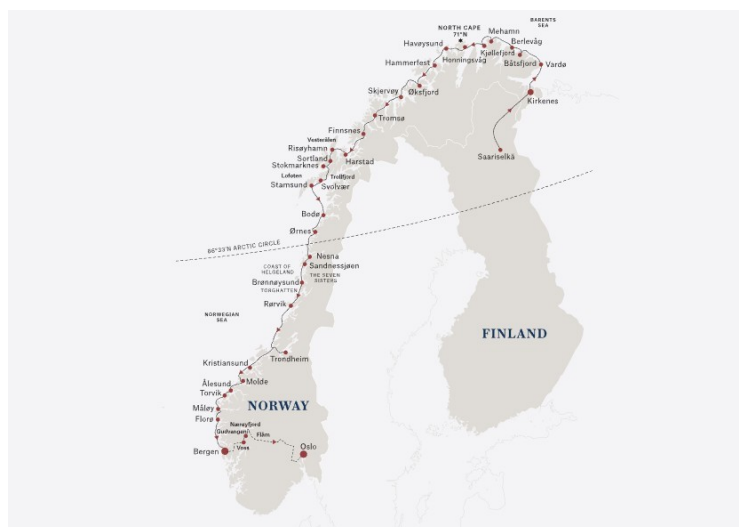 BARENTS
SEA
NORTH CAPE
71°N
Mehamn
Berlevåg
Havøysund
Kjøllefjord
Honningsvåg
Båtsfjord
Vardø
Hammerfest
Kirkenes
Øksfjord
Skjervøy
Tromsø
Finnsnes
Saariselkä
Vesterålen
Risøyhamn
Harstad
Sortland
Stokmarknes
Lofoten
Trollfjord
Stamsund
Svolvær
Bodø
Ørnes
66°33'N ARCTIC CIRCLE
Nesna
COAST OF
HELGELAND
Sandnessjøen
THE SEVEN
SISTERS
Brønnøysund
TORGHATTEN
Rørvik
NORWEGIAN
SEA
FINLAND
Trondheim
Kristiansund
Molde
Ålesund
Torvik
Måløy
NORWAY
Florø
Nærøyfjord
Gudvangen
Flåm
Voss
Bergen
Oslo